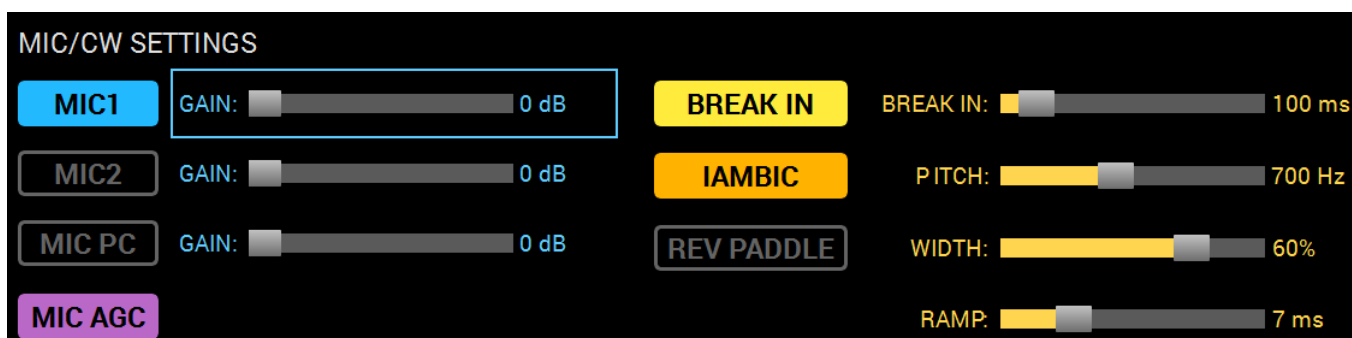 MIC/CW SETTINGS
MIC1 GAIN: 0 dB BREAK IN BREAK IN: 100 ms
MIC2 GAIN: 0 dB IAMBIC PITCH: 700 Hz
MIC PC GAIN: 0 dB REV PADDLE WIDTH: 60%
MIC AGC RAMP: 7 ms